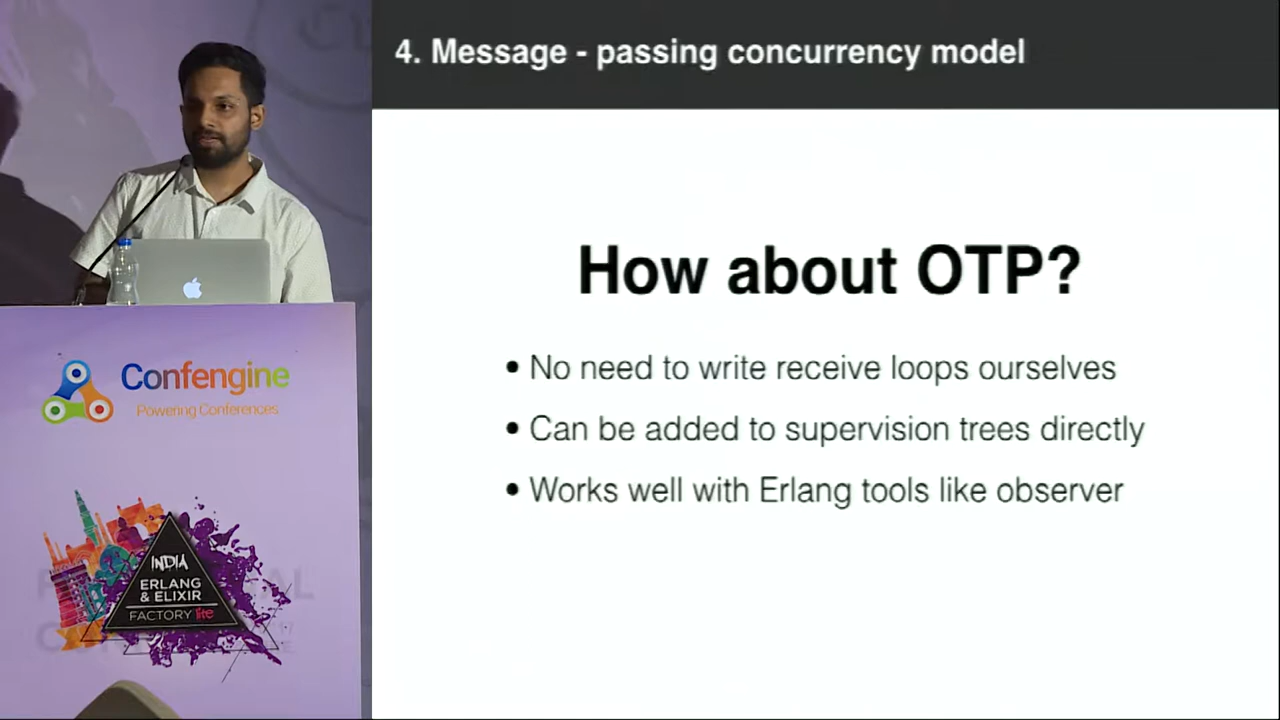 4. Message - passing concurrency model
How about OTP?
• No need to write receive loops ourselves
• Can be added to supervision trees directly
• Works well with Erlang tools like observer
Confengine
Powering Conferences
INDIA
ERLANG
& ELIXIR
FACTORY lite